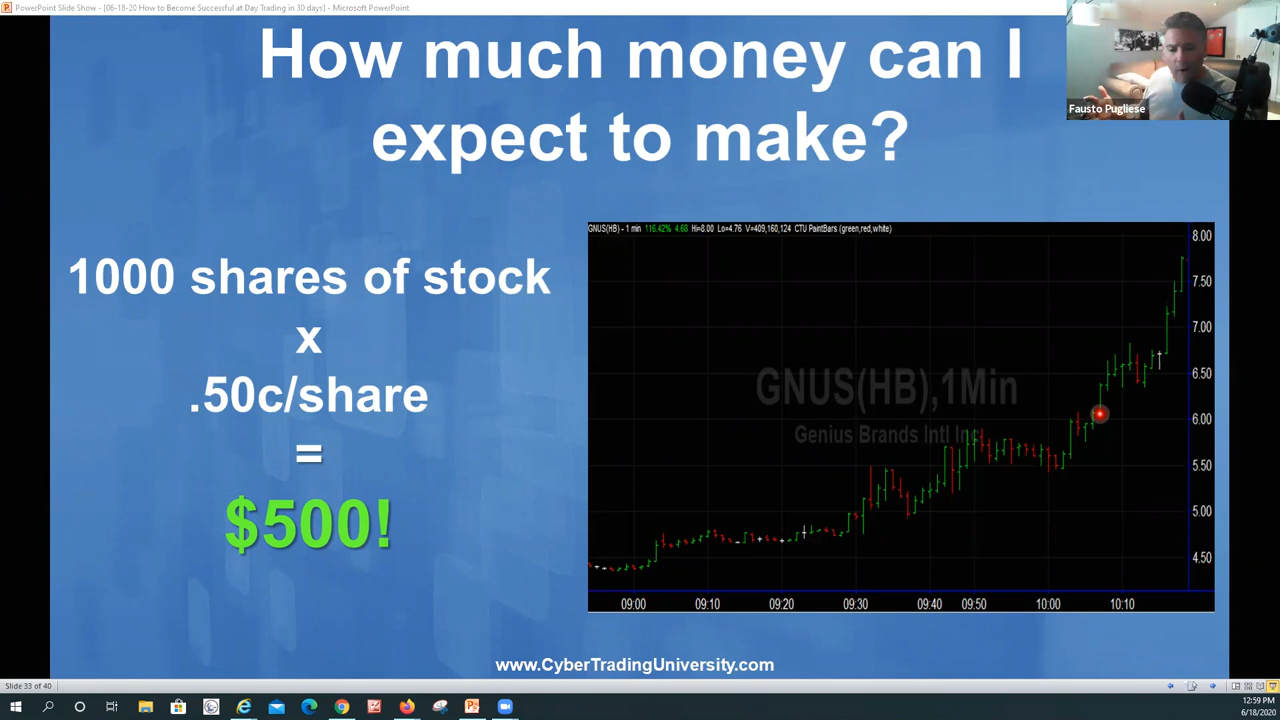 PowerPoint Slide Show - [06-18-20 How to Become Successful at Day Trading in 30 days] - Microsoft PowerPoint
How much money can I
expect to make?
Fausto Pugliese
1000 shares of stock
x
.50c/share
=
$500!
GNUS(HB) - 1 min 116.42% 4.68 Hi=8.00 Lo=4.76 V=409,160,124 CTU PaintBars (green,red,white)
8.00
7.50
7.00
6.50
6.00
5.50
5.00
4.50
GNUS(HB),1Min
Genius Brands Intl Inc
09:00 09:10 09:20 09:30 09:40 09:50 10:00 10:10
www.CyberTradingUniversity.com
Slide 33 of 40
12:59 PM
6/18/2020